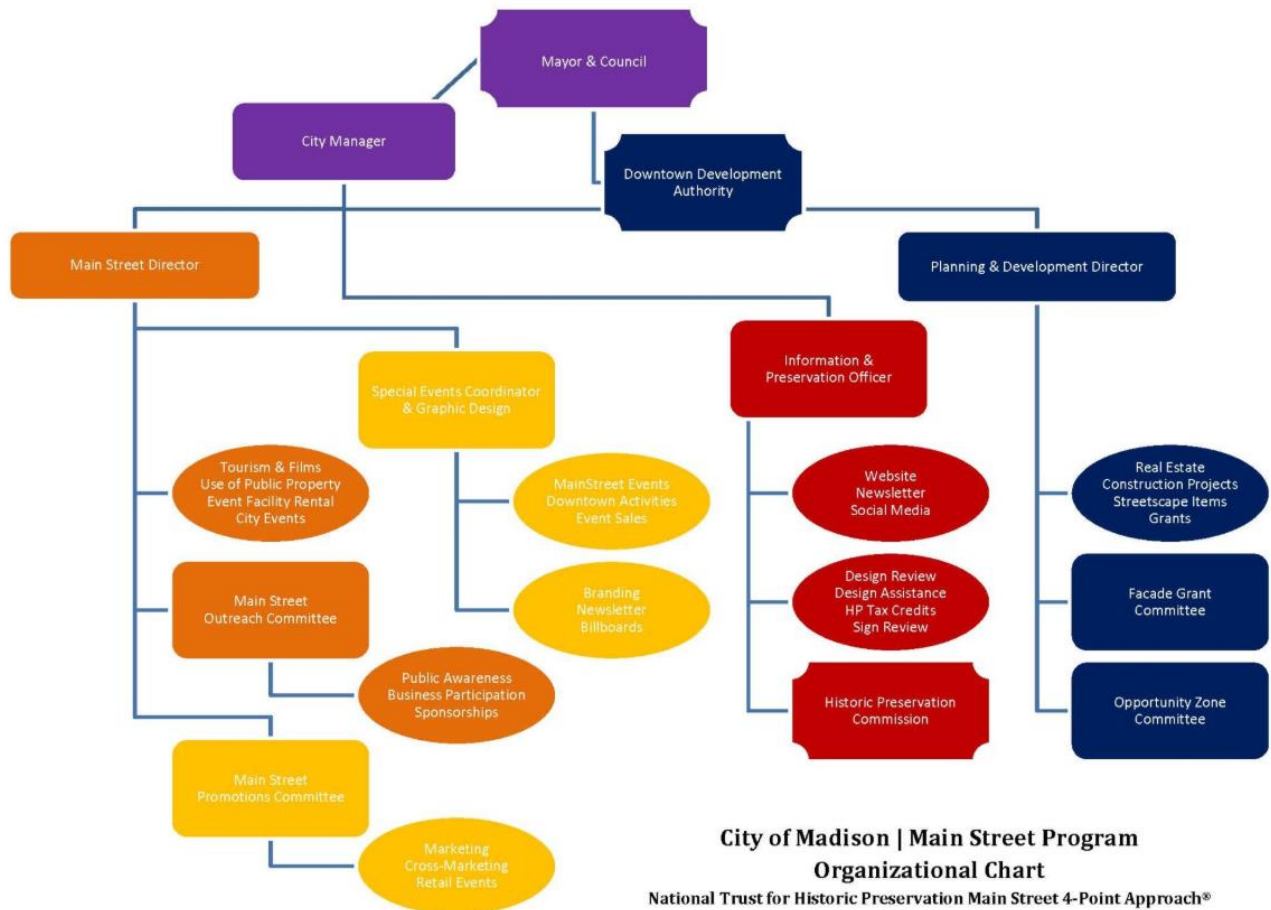 Mayor & Council
City Manager
Downtown Development
Authority
Main Street Director
Planning & Development Director
Special Events Coordinator
& Graphic Design
Information &
Preservation Officer
Tourism & Films
Use of Public Property
Event Facility Rental
City Events
MainStreet Events
Downtown Activities
Event Sales
Website
Newsletter
Social Media
Real Estate
Construction Projects
Streetscape Items
Grants
Main Street
Outreach Committee
Branding
Newsletter
Billboards
Design Review
Design Assistance
HP Tax Credits
Sign Review
Facade Grant
Committee
Public Awareness
Business Participation
Sponsorships
Historic Preservation
Commission
Opportunity Zone
Committee
Main Street
Promotions Committee
Marketing
Cross-Marketing
Retail Events
City of Madison | Main Street Program
Organizational Chart
National Trust for Historic Preservation Main Street 4-Point Approach®